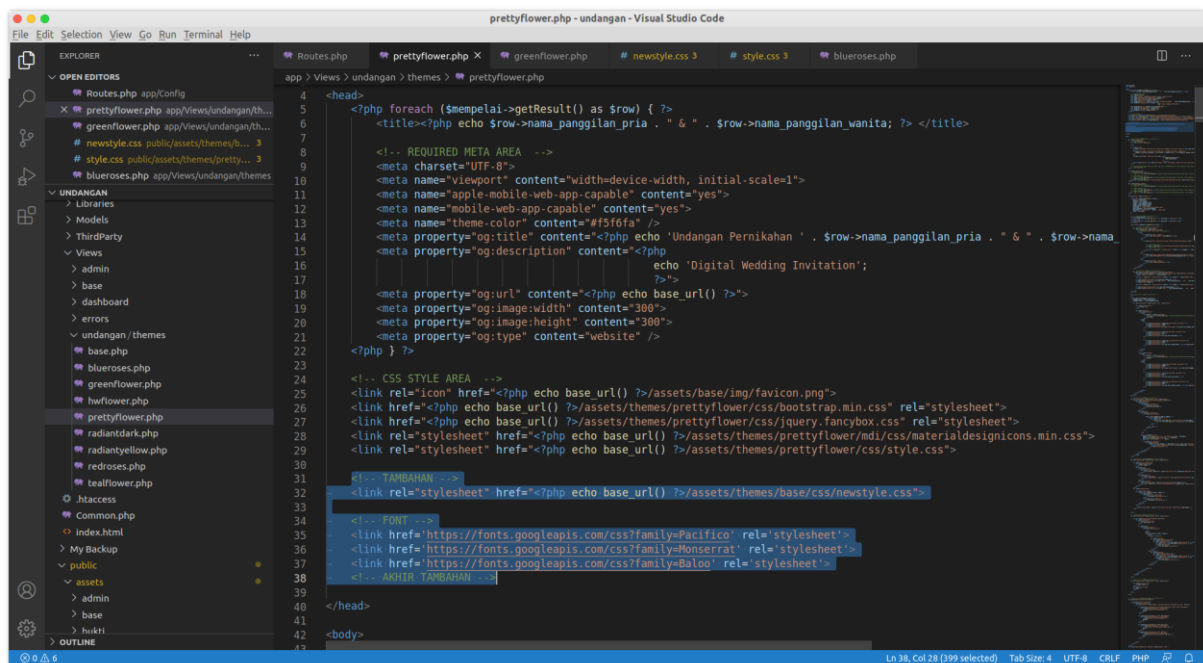 prettyflower.php - undangan - Visual Studio Code
File Edit Selection View Go Run Terminal Help
EXPLORER
OPEN EDITORS
Routes.php app/Config
prettyflower.php app/Views/undangan/th...
greenflower.php app/Views/undangan/th...
newstyle.css public/assets/themes/b... 3
style.css public/assets/themes/pretty... 3
blueroses.php app/Views/undangan/themes
UNDANGAN
Libraries
Models
ThirdParty
Views
admin
base
dashboard
errors
undangan/themes
base.php
blueroses.php
greenflower.php
hwflower.php
prettyflower.php
radiantdark.php
radiantyellow.php
redroses.php
tealflower.php
.htaccess
Common.php
index.html
My Backup
public
assets
admin
base
bukti
OUTLINE
Routes.php prettyflower.php greenflower.php newstyle.css 3 style.css 3 blueroses.php
app > Views > undangan > themes > prettyflower.php
4 <head>
5 <?php foreach ($mempelai->getResult() as $row) { ?>
6 <title><?php echo $row->nama_panggilan_pria . " & " . $row->nama_panggilan_wanita; ?> </title>
7
8 <!-- REQUIRED META AREA -->
9 <meta charset="UTF-8">
10 <meta name="viewport" content="width=device-width, initial-scale=1">
11 <meta name="apple-mobile-web-app-capable" content="yes">
12 <meta name="mobile-web-app-capable" content="yes">
13 <meta name="theme-color" content="#f5f6fa" />
14 <meta property="og:title" content="<?php echo 'Undangan Pernikahan ' . $row->nama_panggilan_pria . " & " . $row->nama_
15 <meta property="og:description" content="<?php
16 echo 'Digital Wedding Invitation';
17 ?>">
18 <meta property="og:url" content="<?php echo base_url() ?>">
19 <meta property="og:image:width" content="300">
20 <meta property="og:image:height" content="300">
21 <meta property="og:type" content="website" />
22 <?php } ?>
23
24 <!-- CSS STYLE AREA -->
25 <link rel="icon" href="<?php echo base_url() ?>/assets/base/img/favicon.png">
26 <link href="<?php echo base_url() ?>/assets/themes/prettyflower/css/bootstrap.min.css" rel="stylesheet">
27 <link href="<?php echo base_url() ?>/assets/themes/prettyflower/css/jquery.fancybox.css" rel="stylesheet">
28 <link rel="stylesheet" href="<?php echo base_url() ?>/assets/themes/prettyflower/mdi/css/materialdesignicons.min.css">
29 <link rel="stylesheet" href="<?php echo base_url() ?>/assets/themes/prettyflower/css/style.css">
30
31 <!-- TAMBAHAN -->
32 <link rel="stylesheet" href="<?php echo base_url() ?>/assets/themes/base/css/newstyle.css">
33
34 <!-- FONT -->
35 <link href='https://fonts.googleapis.com/css?family=Pacifico' rel='stylesheet'>
36 <link href='https://fonts.googleapis.com/css?family=Monserrat' rel='stylesheet'>
37 <link href='https://fonts.googleapis.com/css?family=Baloo' rel='stylesheet'>
38 <!-- AKHIR TAMBAHAN -->
39
40 </head>
41
42 <body>
43
0 6 Ln 38, Col 28 (399 selected) Tab Size: 4 UTF-8 CRLF PHP